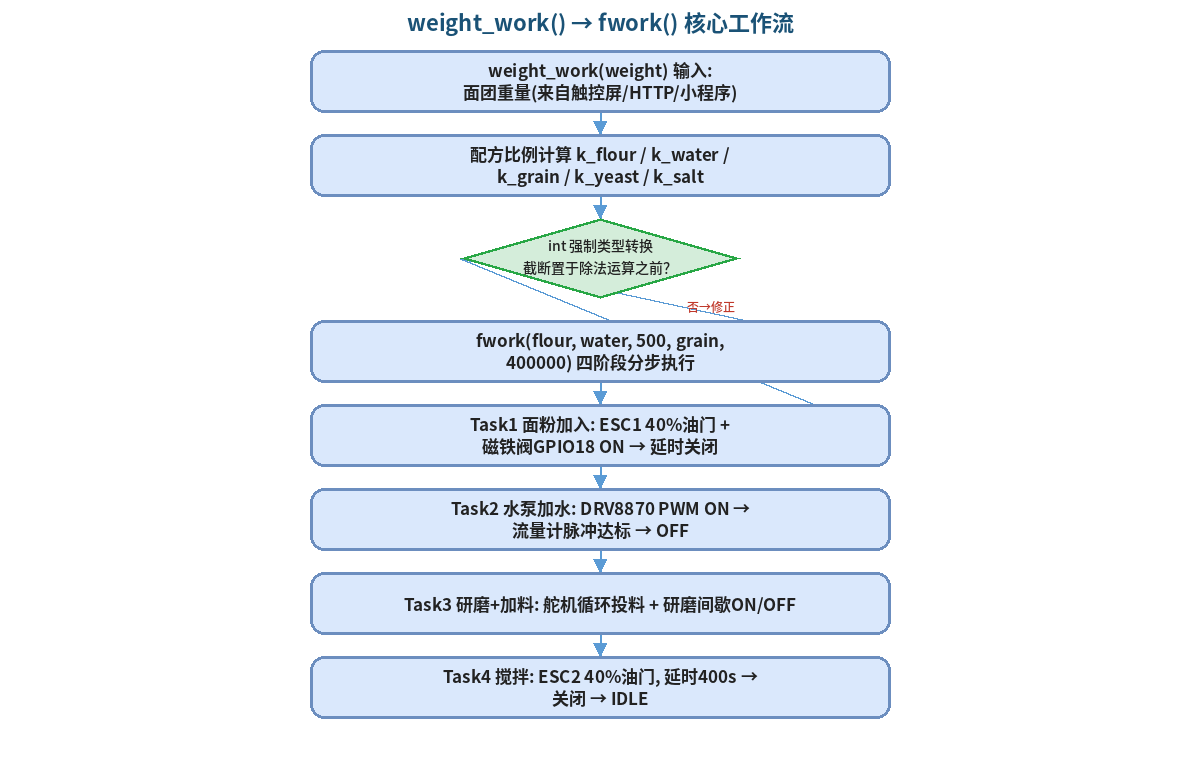 weight_work() → fwork() 核心工作流
weight_work(weight) 输入:
面团重量(来自触控屏/HTTP/小程序)
配方比例计算 k_flour / k_water /
k_grain / k_yeast / k_salt
int 强制类型转换
截断置于除法运算之前?
否→修正
fwork(flour, water, 500, grain,
400000) 四阶段分步执行
Task1 面粉加入: ESC1 40%油门 +
磁铁阀GPIO18 ON → 延时关闭
Task2 水泵加水: DRV8870 PWM ON →
流量计脉冲达标 → OFF
Task3 研磨+加料: 舵机循环投料 + 研磨间歇ON/OFF
Task4 搅拌: ESC2 40%油门, 延时400s →
关闭 → IDLE